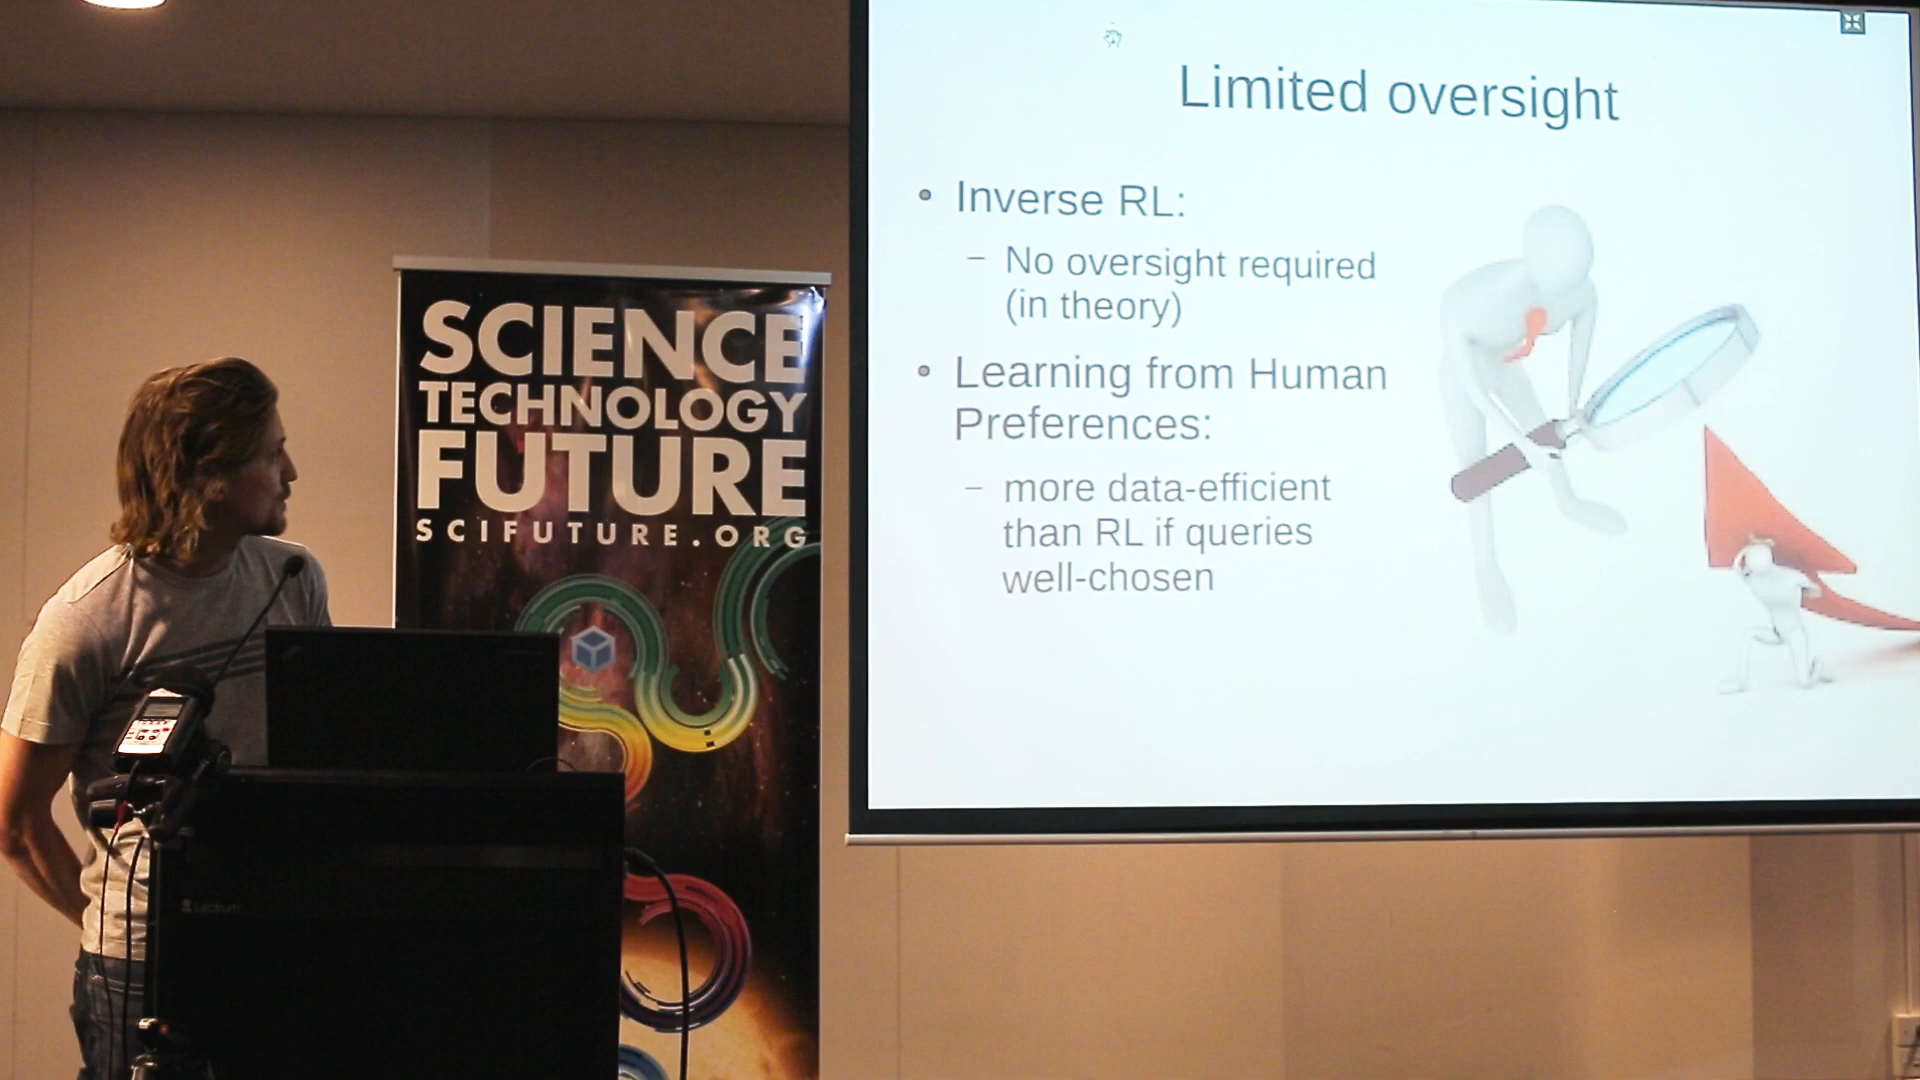 SCIENCE
TECHNOLOGY
FUTURE
SCIFUTURE.ORG
Limited oversight
• Inverse RL:
– No oversight required
(in theory)
• Learning from Human
Preferences:
– more data-efficient
than RL if queries
well-chosen
Lectrum